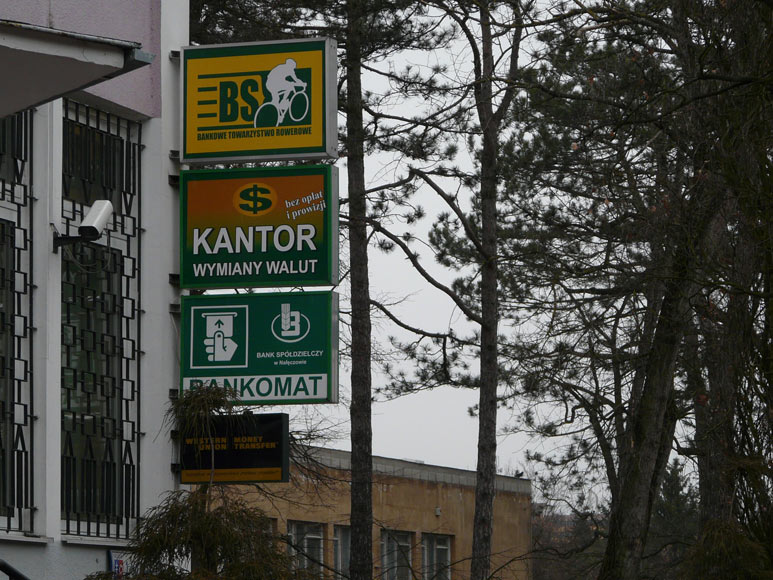 BS
BANKOWE TOWARZYSTWO ROWEROWE
$
bez opłat
i prowizji
KANTOR
WYMIANY WALUT
BANK SPÓŁDZIELCZY
w Nałęczowie
BANKOMAT
WESTERN MONEY
UNION TRANSFER